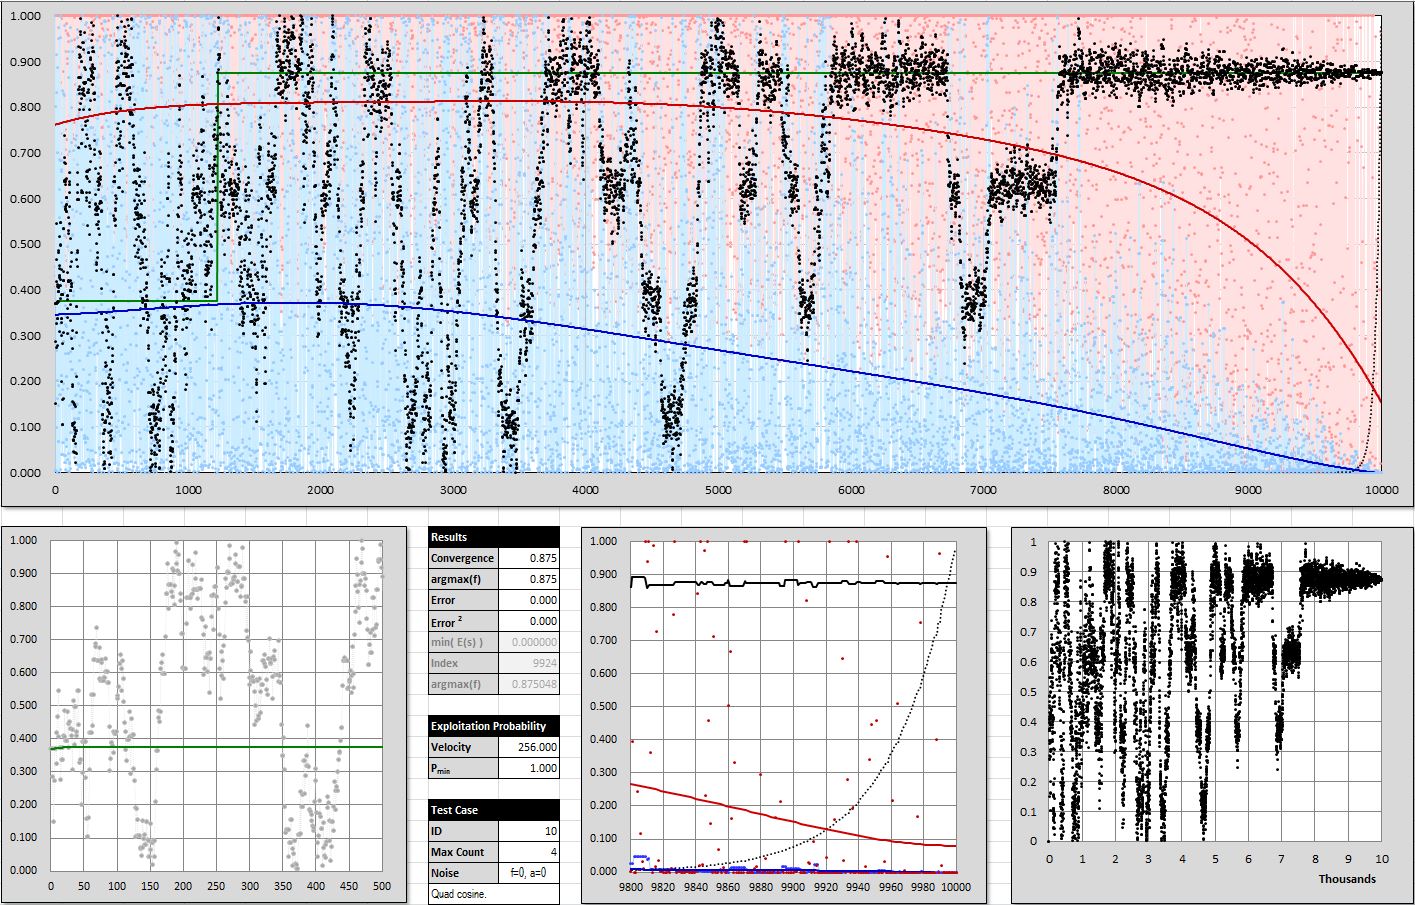 1.000
0.900
0.800
0.700
0.600
0.500
0.400
0.300
0.200
0.100
0.000
0 1000 2000 3000 4000 5000 6000 7000 8000 9000 10000
1.000
0.900
0.800
0.700
0.600
0.500
0.400
0.300
0.200
0.100
0.000
0 50 100 150 200 250 300 350 400 450 500
Results
Convergence 0.875
argmax(f) 0.875
Error 0.000
Error 2 0.000
min( E(s) ) 0.000000
Index 9924
argmax(f) 0.875048
Exploitation Probability
Velocity 256.000
Pmin 1.000
Test Case
ID 10
Max Count 4
Noise f=0, a=0
Quad cosine.
1.000
0.900
0.800
0.700
0.600
0.500
0.400
0.300
0.200
0.100
0.000
9800 9820 9840 9860 9880 9900 9920 9940 9960 9980 10000
1
0.9
0.8
0.7
0.6
0.5
0.4
0.3
0.2
0.1
0
0 1 2 3 4 5 6 7 8 9 10
Thousands